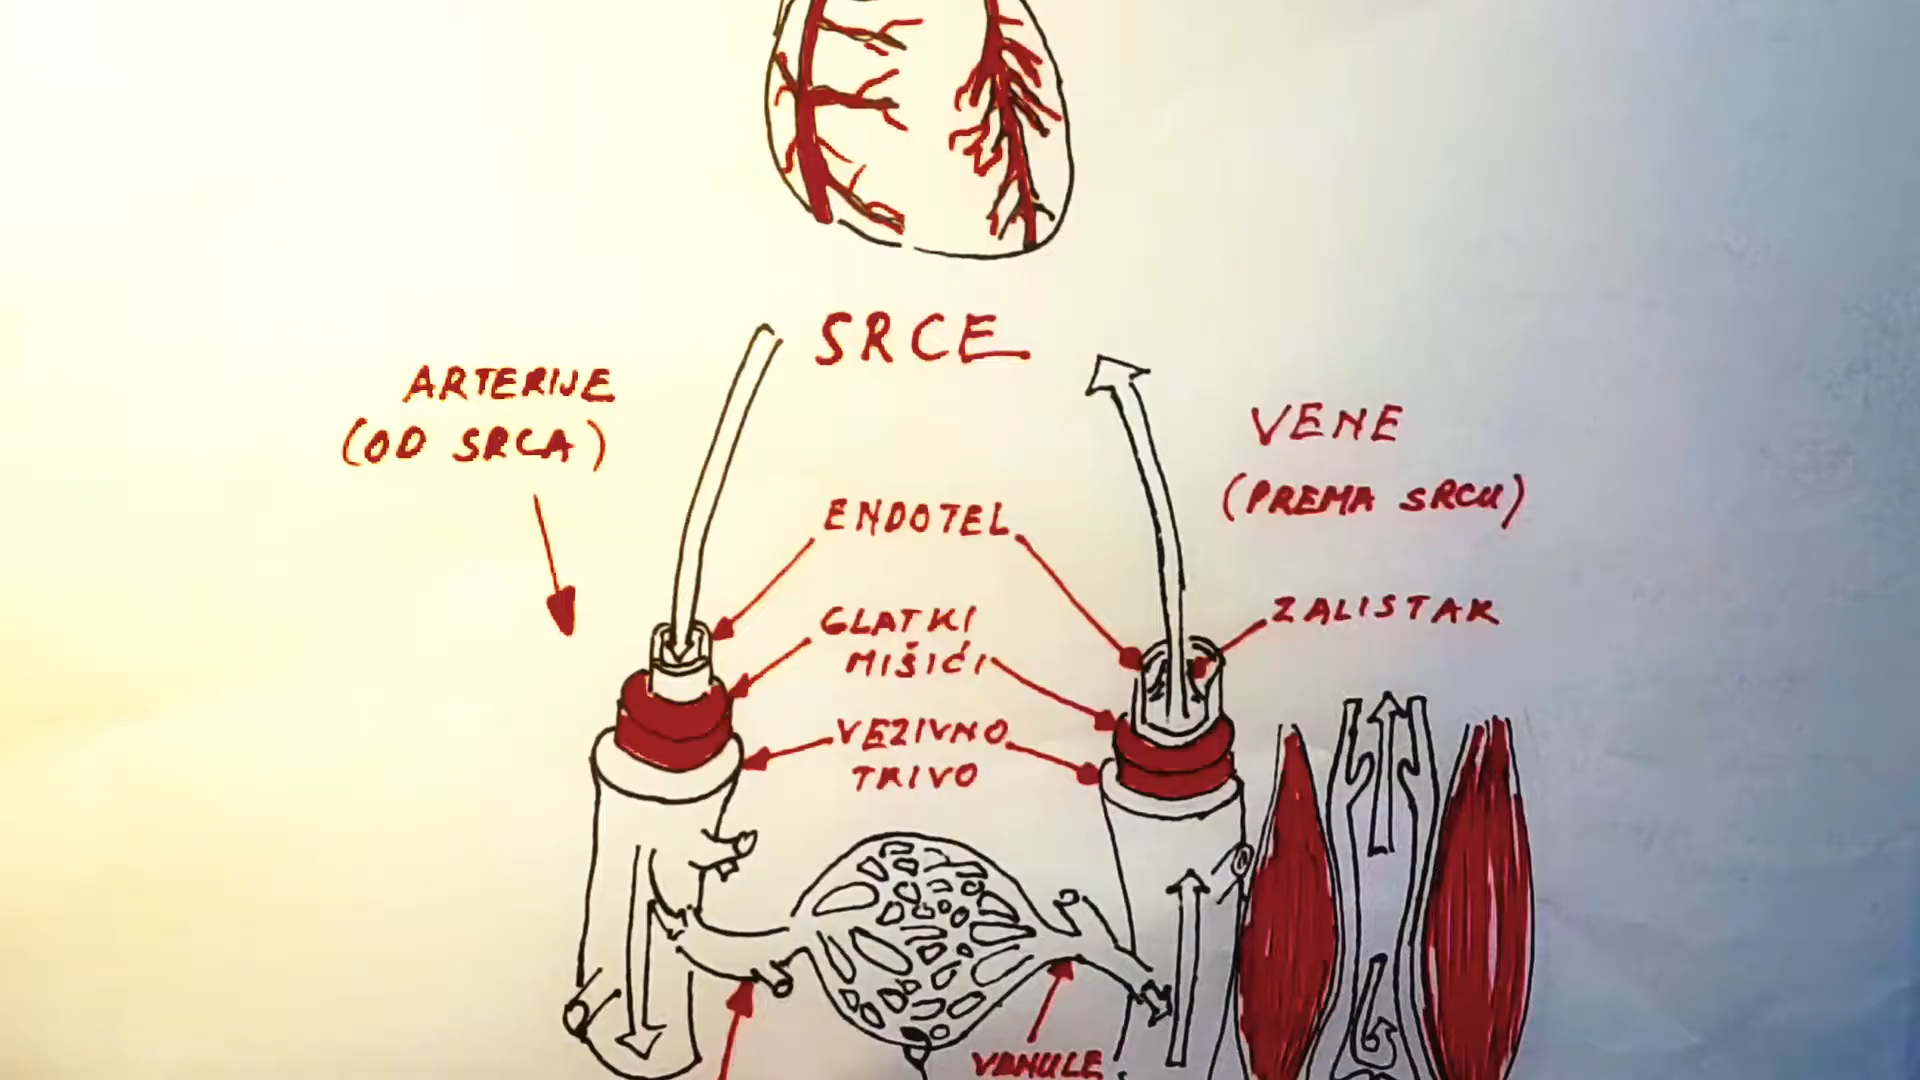 SRCE
ARTERIJE
(OD SRCA)
VENE
(PREMA SRCU)
ENDOTEL
ZALISTAK
GLATKI
MIŠIĆI
VEZIVNO
TKIVO
VENULE